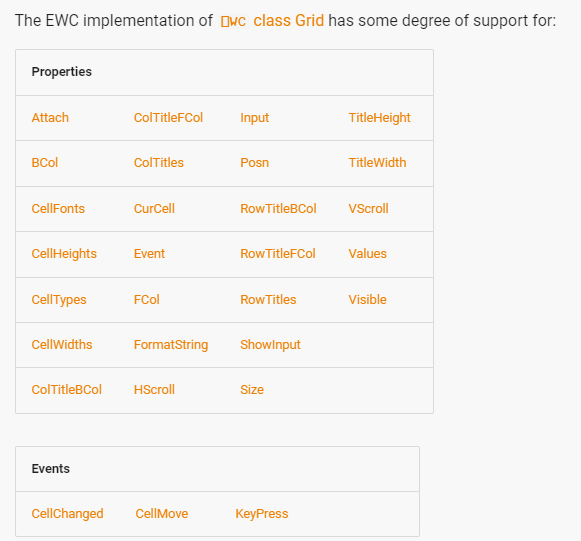 The EWC implementation of ⎕wc class Grid has some degree of support for:
Properties
Attach ColTitleFCol Input TitleHeight
BCol ColTitles Posn TitleWidth
CellFonts CurCell RowTitleBCol VScroll
CellHeights Event RowTitleFCol Values
CellTypes FCol RowTitles Visible
CellWidths FormatString ShowInput
ColTitleBCol HScroll Size
Events
CellChanged CellMove KeyPress